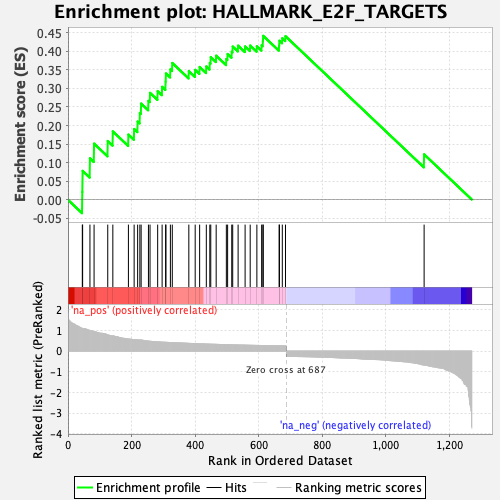 Enrichment plot: HALLMARK_E2F_TARGETS
Enrichment score (ES)
0.45
0.40
0.35
0.30
0.25
0.20
0.15
0.10
0.05
0.00
-0.05
'na_pos' (positively correlated)
Ranked list metric (PreRanked)
2
1
0
-1
-2
-3
-4
Zero cross at 687
'na_neg' (negatively correlated)
0 200 400 600 800 1,000 1,200
Rank in Ordered Dataset
Enrichment profile Hits Ranking metric scores